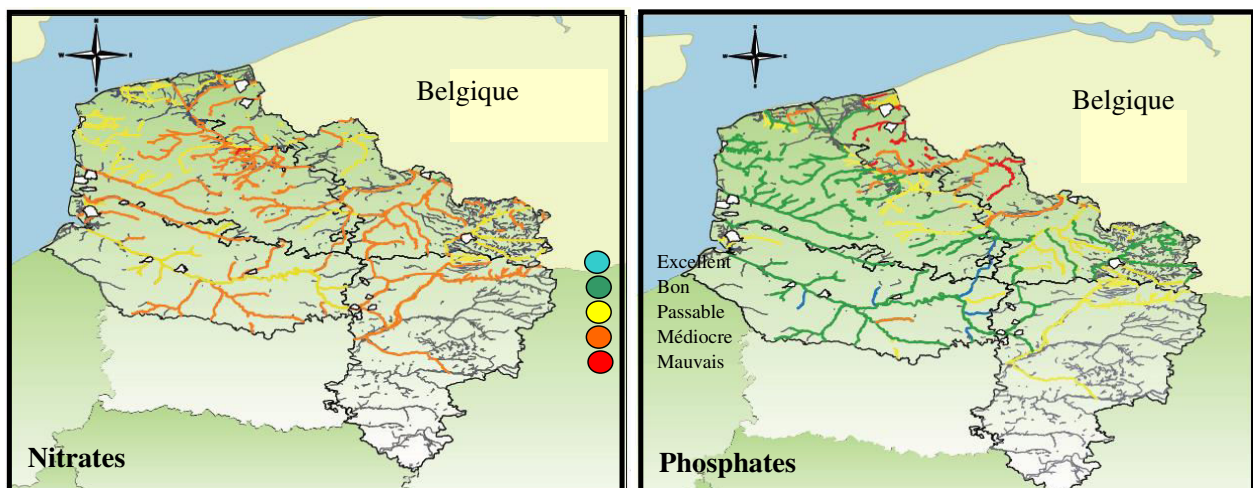 Belgique
Nitrates
Belgique
Excellent
Bon
Passable
Médiocre
Mauvais
Phosphates